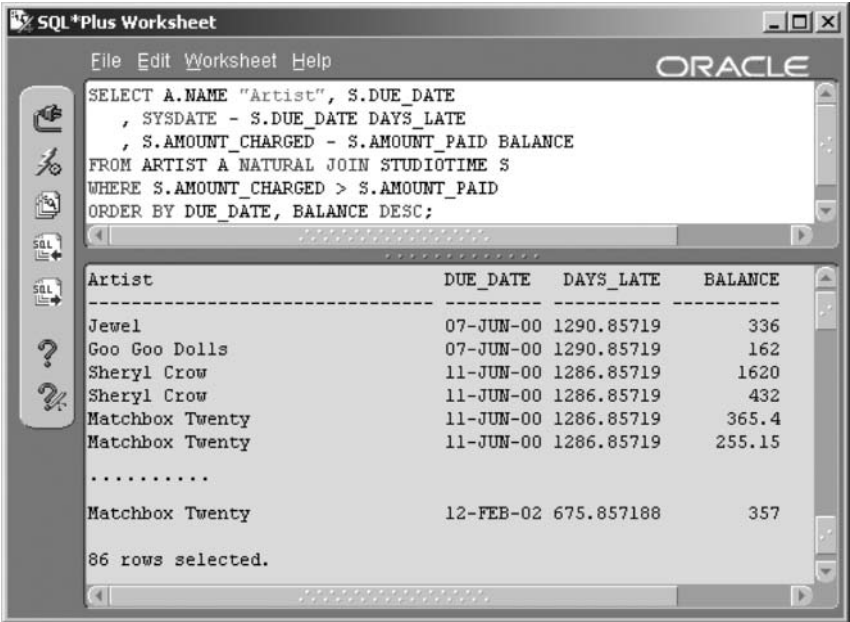 SQL*Plus Worksheet
File Edit Worksheet Help
ORACLE
SELECT A.NAME "Artist", S.DUE_DATE
, SYSDATE - S.DUE_DATE DAYS_LATE
, S.AMOUNT_CHARGED - S.AMOUNT_PAID BALANCE
FROM ARTIST A NATURAL JOIN STUDIOTIME S
WHERE S.AMOUNT_CHARGED > S.AMOUNT_PAID
ORDER BY DUE_DATE, BALANCE DESC;
SQL
SQL
Artist DUE_DATE DAYS_LATE BALANCE
-------------------------------- --------- ---------- ----------
Jewel 07-JUN-00 1290.85719 336
Goo Goo Dolls 07-JUN-00 1290.85719 162
Sheryl Crow 11-JUN-00 1286.85719 1620
Sheryl Crow 11-JUN-00 1286.85719 432
Matchbox Twenty 11-JUN-00 1286.85719 365.4
Matchbox Twenty 11-JUN-00 1286.85719 255.15
..........
Matchbox Twenty 12-FEB-02 675.857188 357
86 rows selected.